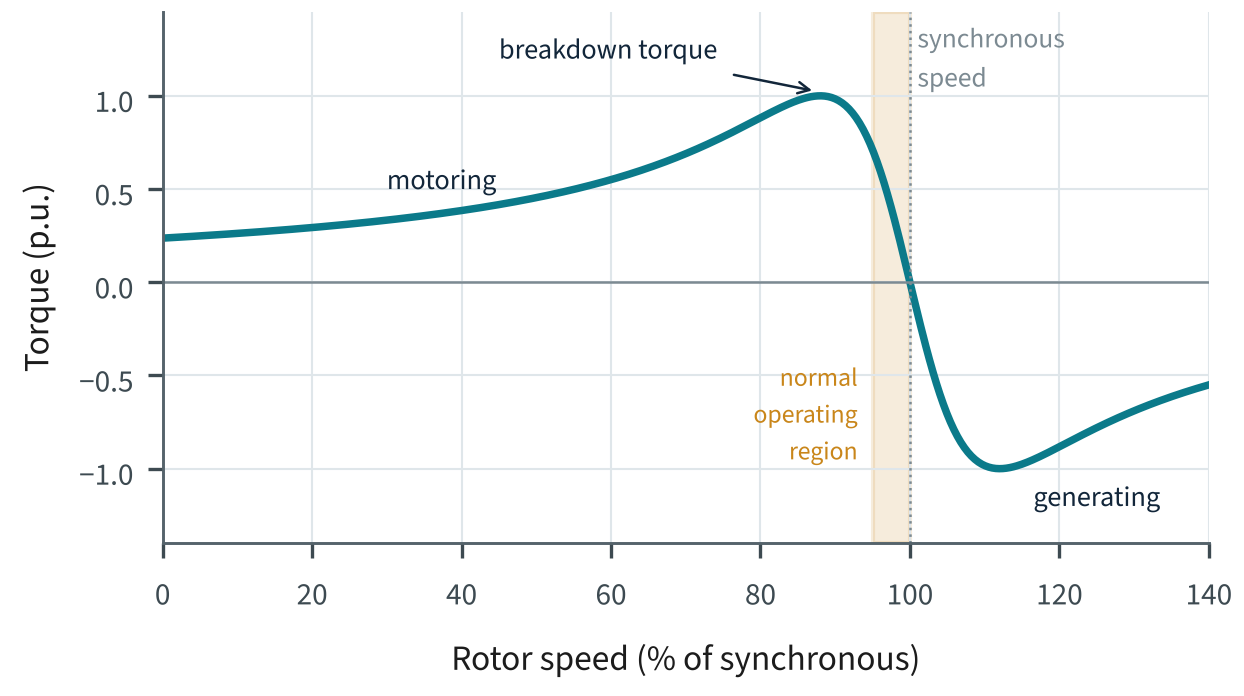 breakdown torque
synchronous
speed
motoring
normal
operating
region
generating
Torque (p.u.)
1.0
0.5
0.0
−0.5
−1.0
0 20 40 60 80 100 120 140
Rotor speed (% of synchronous)